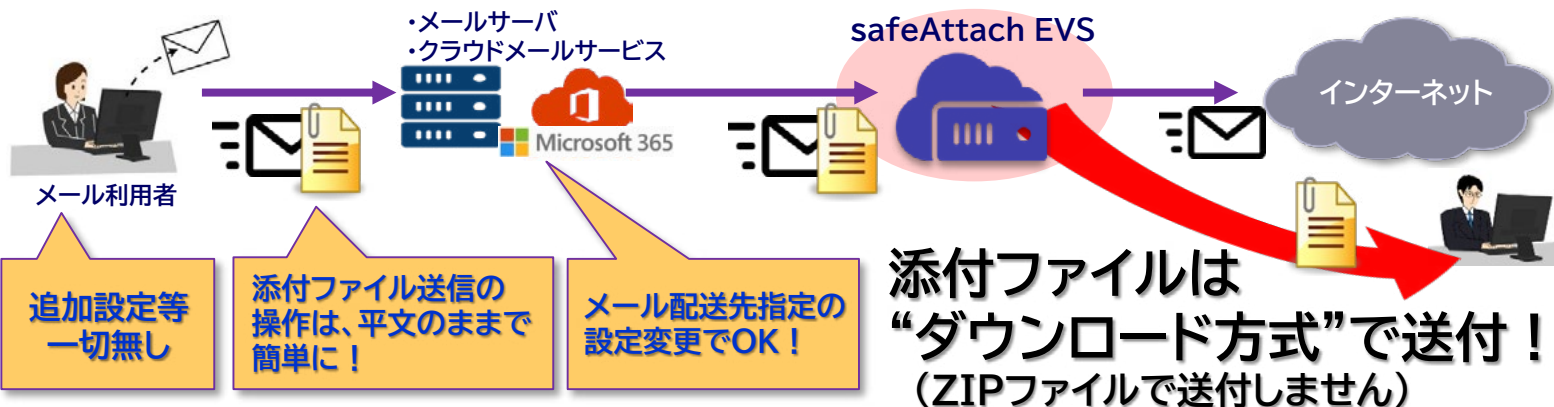 ・メールサーバ
・クラウドメールサービス
safeAttach EVS
インターネット
Microsoft 365
メール利用者
追加設定等
一切無し
添付ファイル送信の
操作は、平文のままで
簡単に！
メール配送先指定の
設定変更でOK！
添付ファイルは
“ダウンロード方式”で送付！
（ZIPファイルで送付しません）